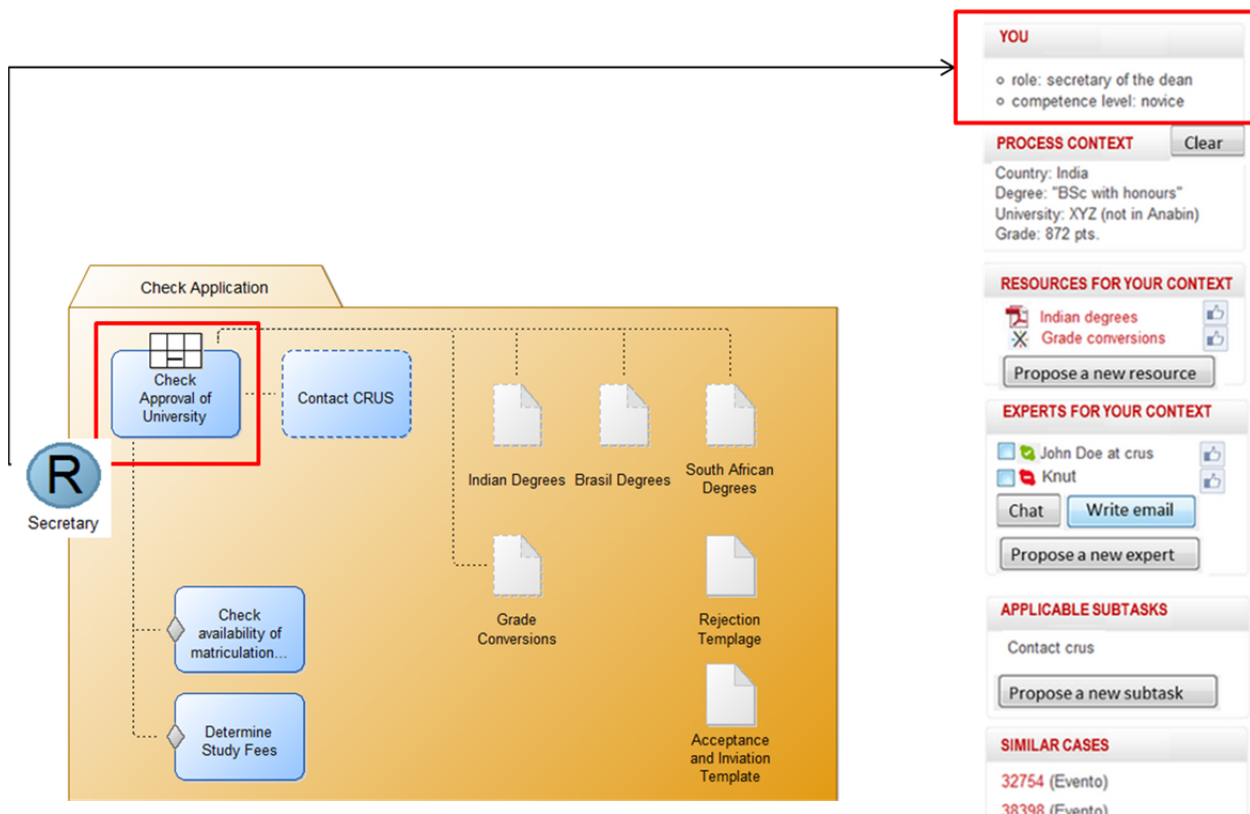 Check Application
Check
Approval of
University
Contact CRUS
Indian Degrees
Brasil Degrees
South African
Degrees
R
Secretary
Grade
Conversions
Rejection
Templage
Check
availability of
matriculation...
Determine
Study Fees
Acceptance
and Inviation
Template
YOU
role: secretary of the dean
competence level: novice
PROCESS CONTEXT
Clear
Country: India
Degree: "BSc with honours"
University: XYZ (not in Anabin)
Grade: 872 pts.
RESOURCES FOR YOUR CONTEXT
Indian degrees
Grade conversions
Propose a new resource
EXPERTS FOR YOUR CONTEXT
John Doe at crus
Knut
Chat
Write email
Propose a new expert
APPLICABLE SUBTASKS
Contact crus
Propose a new subtask
SIMILAR CASES
32754 (Evento)
38398 (Evento)